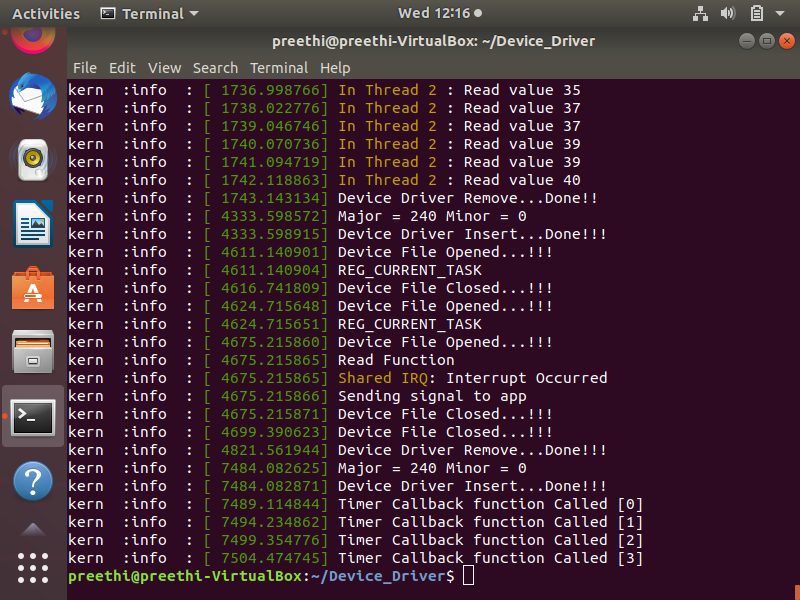 Activities Terminal Wed 12:16
preethi@preethi-VirtualBox: ~/Device_Driver
File Edit View Search Terminal Help
kern  :info  : [ 1736.998766] In Thread 2 : Read value 35
kern  :info  : [ 1738.022776] In Thread 2 : Read value 37
kern  :info  : [ 1739.046746] In Thread 2 : Read value 37
kern  :info  : [ 1740.070736] In Thread 2 : Read value 39
kern  :info  : [ 1741.094719] In Thread 2 : Read value 39
kern  :info  : [ 1742.118863] In Thread 2 : Read value 40
kern  :info  : [ 1743.143134] Device Driver Remove...Done!!
kern  :info  : [ 4333.598572] Major = 240 Minor = 0
kern  :info  : [ 4333.598915] Device Driver Insert...Done!!!
kern  :info  : [ 4611.140901] Device File Opened...!!!
kern  :info  : [ 4611.140904] REG_CURRENT_TASK
kern  :info  : [ 4616.741809] Device File Closed...!!!
kern  :info  : [ 4624.715648] Device File Opened...!!!
kern  :info  : [ 4624.715651] REG_CURRENT_TASK
kern  :info  : [ 4675.215860] Device File Opened...!!!
kern  :info  : [ 4675.215865] Read Function
kern  :info  : [ 4675.215865] Shared IRQ: Interrupt Occurred
kern  :info  : [ 4675.215866] Sending signal to app
kern  :info  : [ 4675.215871] Device File Closed...!!!
kern  :info  : [ 4699.390623] Device File Closed...!!!
kern  :info  : [ 4821.561944] Device Driver Remove...Done!!!
kern  :info  : [ 7484.082625] Major = 240 Minor = 0
kern  :info  : [ 7484.082871] Device Driver Insert...Done!!!
kern  :info  : [ 7489.114844] Timer Callback function Called [0]
kern  :info  : [ 7494.234862] Timer Callback function Called [1]
kern  :info  : [ 7499.354776] Timer Callback function Called [2]
kern  :info  : [ 7504.474745] Timer Callback function Called [3]
preethi@preethi-VirtualBox:~/Device_Driver$